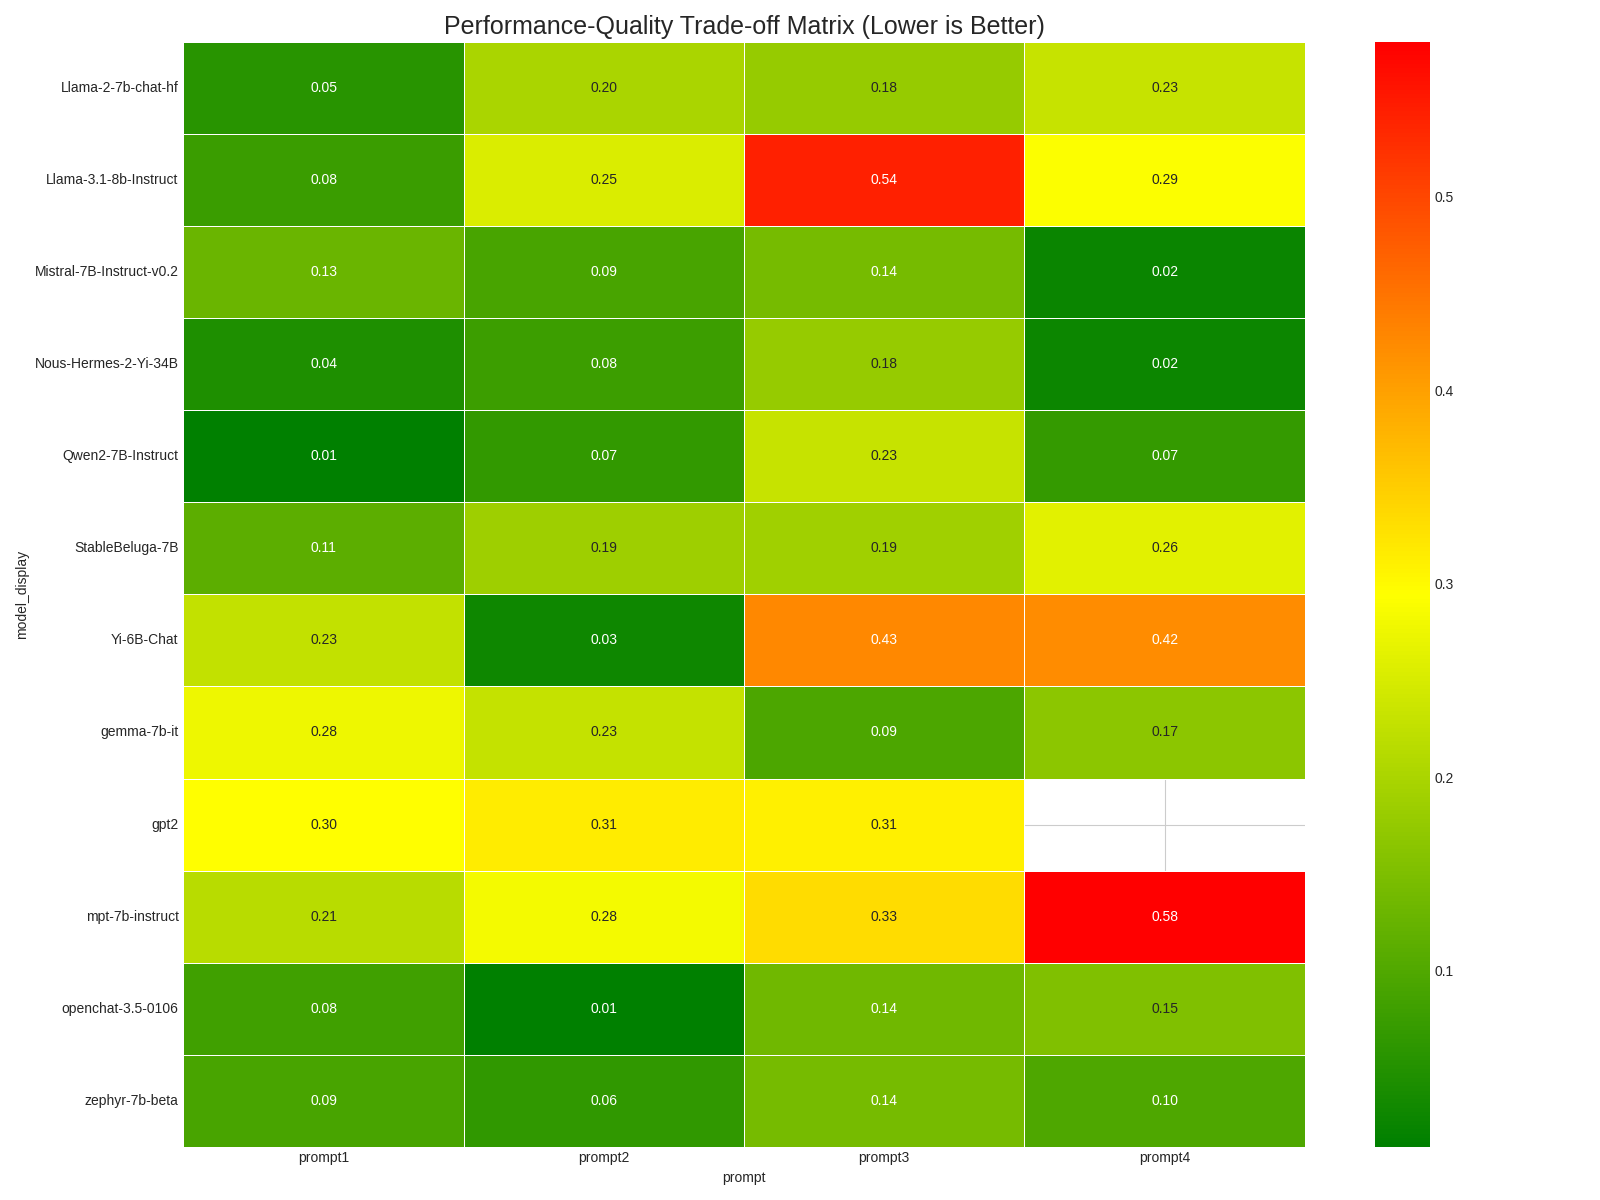 Performance-Quality Trade-off Matrix (Lower is Better)
Llama-2-7b-chat-hf 0.05 0.20 0.18 0.23
Llama-3.1-8b-Instruct 0.08 0.25 0.54 0.29
Mistral-7B-Instruct-v0.2 0.13 0.09 0.14 0.02
Nous-Hermes-2-Yi-34B 0.04 0.08 0.18 0.02
Qwen2-7B-Instruct 0.01 0.07 0.23 0.07
StableBeluga-7B 0.11 0.19 0.19 0.26
Yi-6B-Chat 0.23 0.03 0.43 0.42
gemma-7b-it 0.28 0.23 0.09 0.17
gpt2 0.30 0.31 0.31
mpt-7b-instruct 0.21 0.28 0.33 0.58
openchat-3.5-0106 0.08 0.01 0.14 0.15
zephyr-7b-beta 0.09 0.06 0.14 0.10
prompt1 prompt2 prompt3 prompt4
prompt
model_display
0.5
0.4
0.3
0.2
0.1